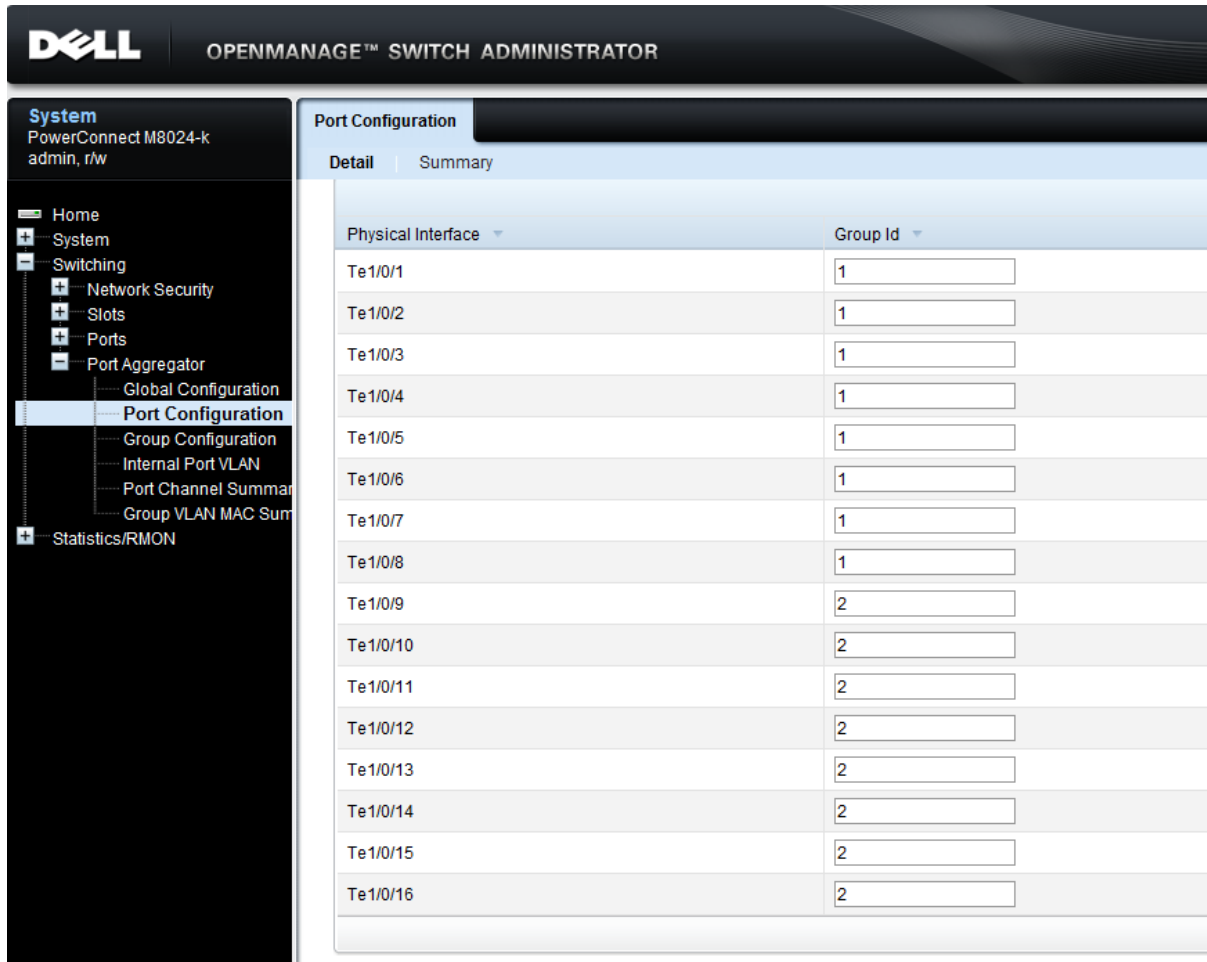 DELL
OPENMANAGE™ SWITCH ADMINISTRATOR
System
PowerConnect M8024-k
admin, r/w
Home
System
Switching
Network Security
Slots
Ports
Port Aggregator
Global Configuration
Port Configuration
Group Configuration
Internal Port VLAN
Port Channel Summar
Group VLAN MAC Sum
Statistics/RMON
Port Configuration
Detail Summary
Physical Interface Group Id
Te1/0/1 1
Te1/0/2 1
Te1/0/3 1
Te1/0/4 1
Te1/0/5 1
Te1/0/6 1
Te1/0/7 1
Te1/0/8 1
Te1/0/9 2
Te1/0/10 2
Te1/0/11 2
Te1/0/12 2
Te1/0/13 2
Te1/0/14 2
Te1/0/15 2
Te1/0/16 2